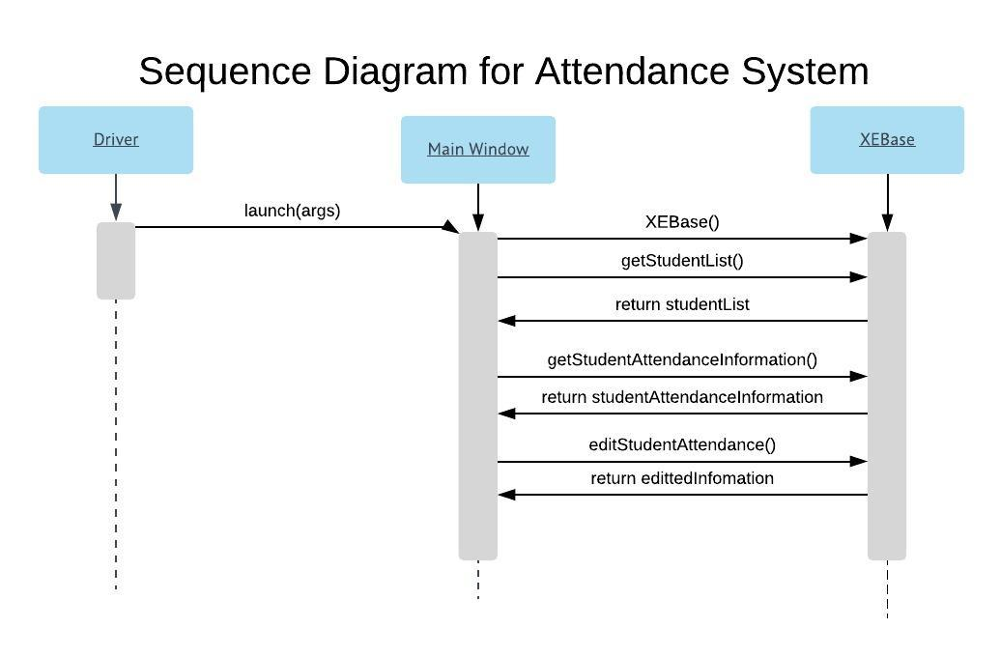 Sequence Diagram for Attendance System
Driver
Main Window
XEBase
launch(args)
XEBase()
getStudentList()
return studentList
getStudentAttendanceInformation()
return studentAttendanceInformation
editStudentAttendance()
return edittedInfomation